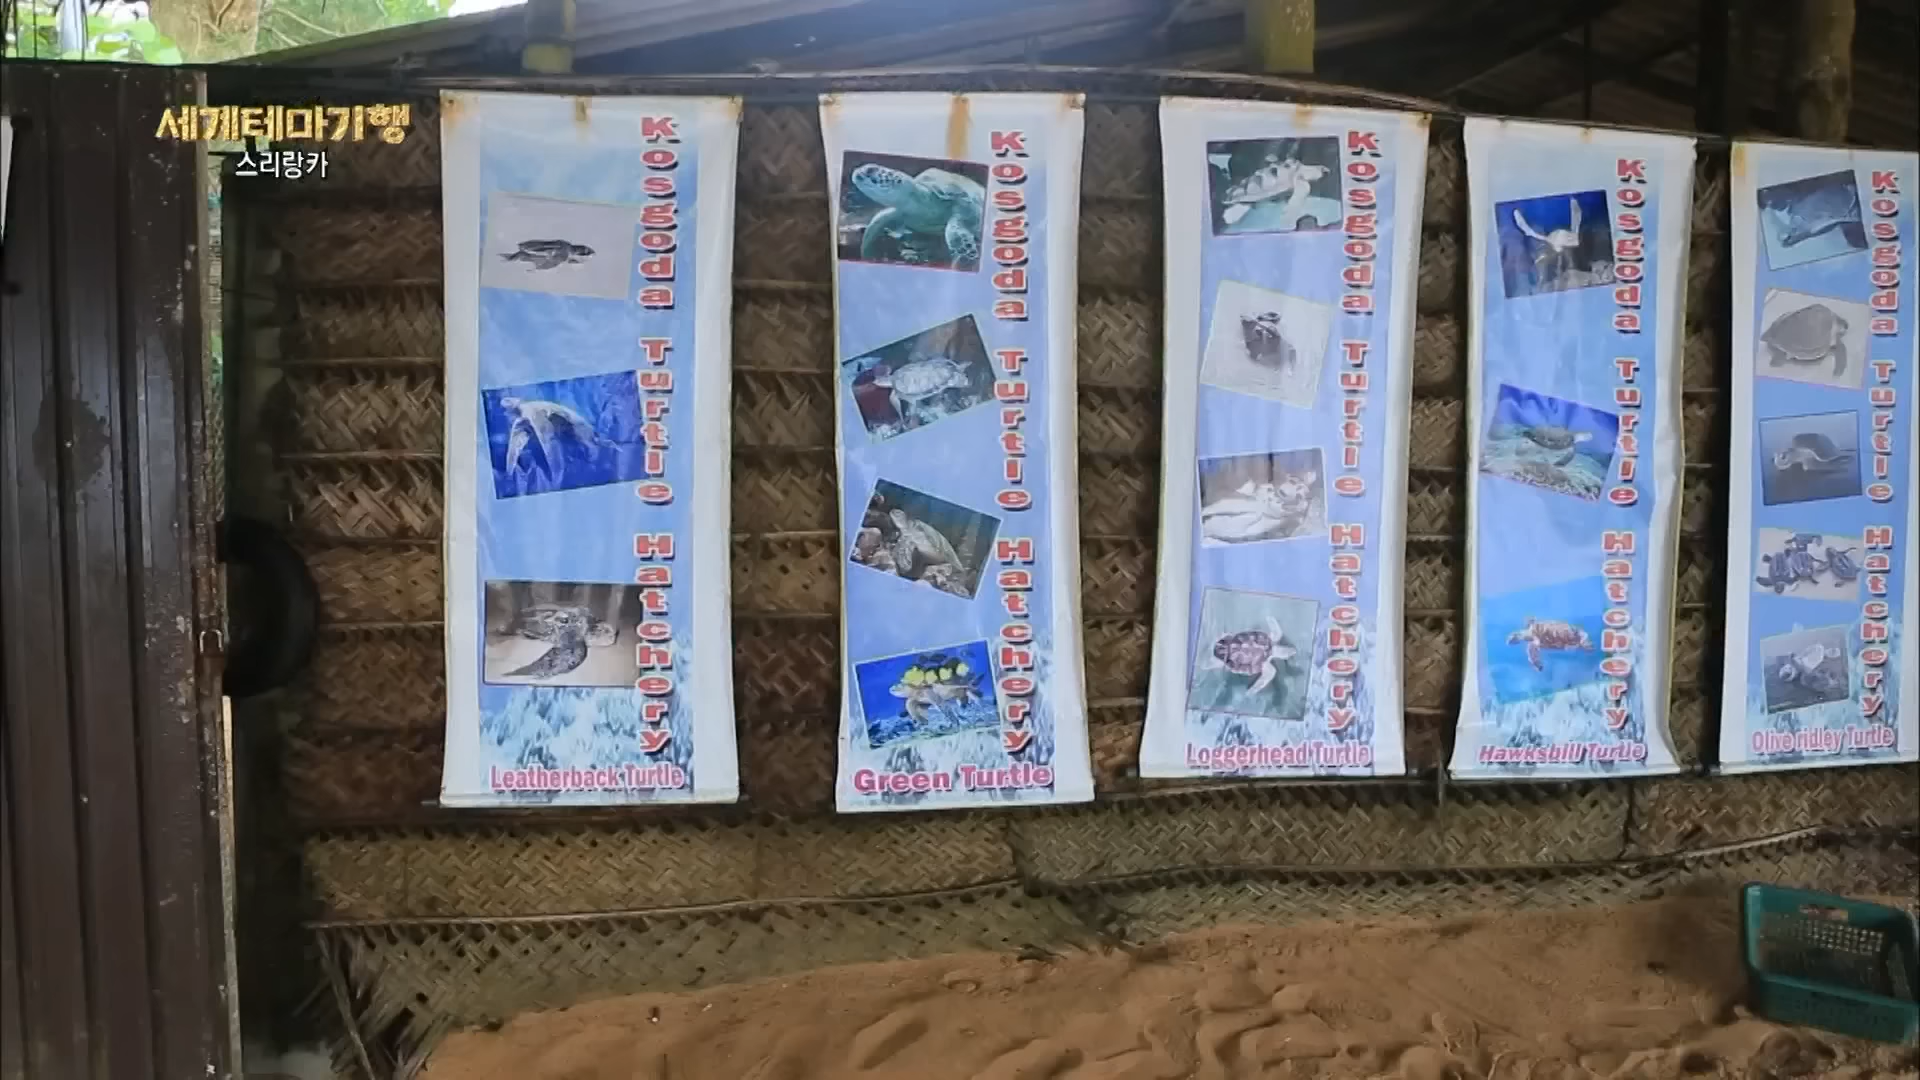 세계테마기행
스리랑카
Kosgoda Turtle Hatchery
Leatherback Turtle
Kosgoda Turtle Hatchery
Green Turtle
Kosgoda Turtle Hatchery
Loggerhead Turtle
Kosgoda Turtle Hatchery
Hawksbill Turtle
Kosgoda Turtle Hatchery
Olive ridley Turtle